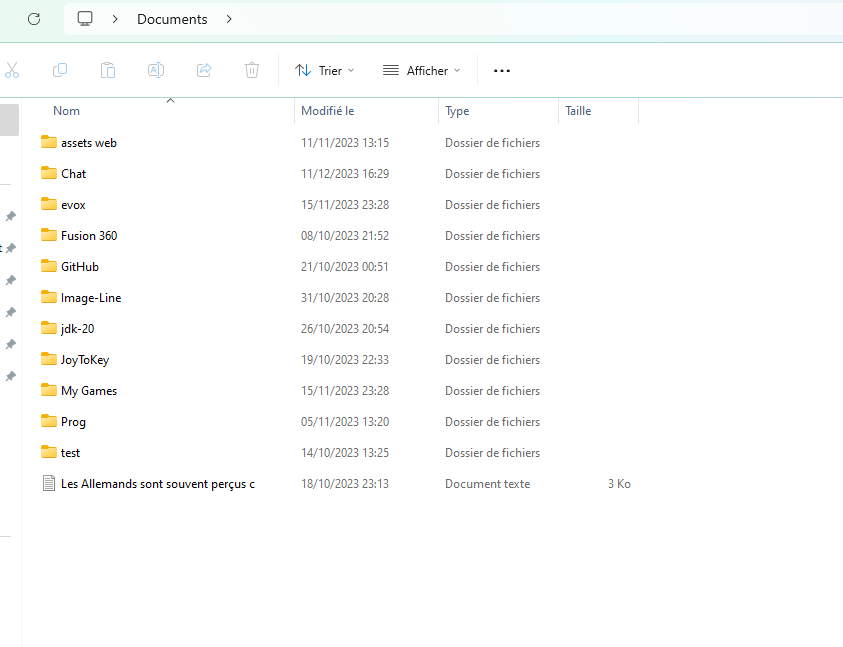 Documents
Trier
Afficher
Nom Modifié le Type Taille
assets web 11/11/2023 13:15 Dossier de fichiers
Chat 11/12/2023 16:29 Dossier de fichiers
evox 15/11/2023 23:28 Dossier de fichiers
Fusion 360 08/10/2023 21:52 Dossier de fichiers
GitHub 21/10/2023 00:51 Dossier de fichiers
Image-Line 31/10/2023 20:28 Dossier de fichiers
jdk-20 26/10/2023 20:54 Dossier de fichiers
JoyToKey 19/10/2023 22:33 Dossier de fichiers
My Games 15/11/2023 23:28 Dossier de fichiers
Prog 05/11/2023 13:20 Dossier de fichiers
test 14/10/2023 13:25 Dossier de fichiers
Les Allemands sont souvent perçus c 18/10/2023 23:13 Document texte 3 Ko